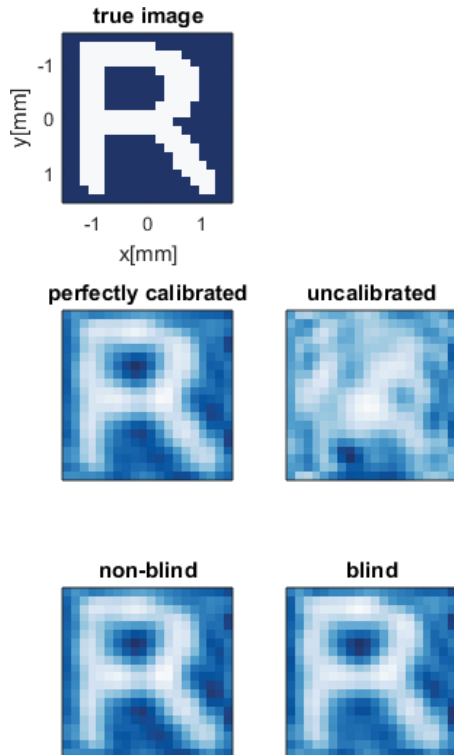 true image
-1
0
1
y[mm]
-1 0 1
x[mm]
R
perfectly calibrated uncalibrated
R
non-blind blind
R R